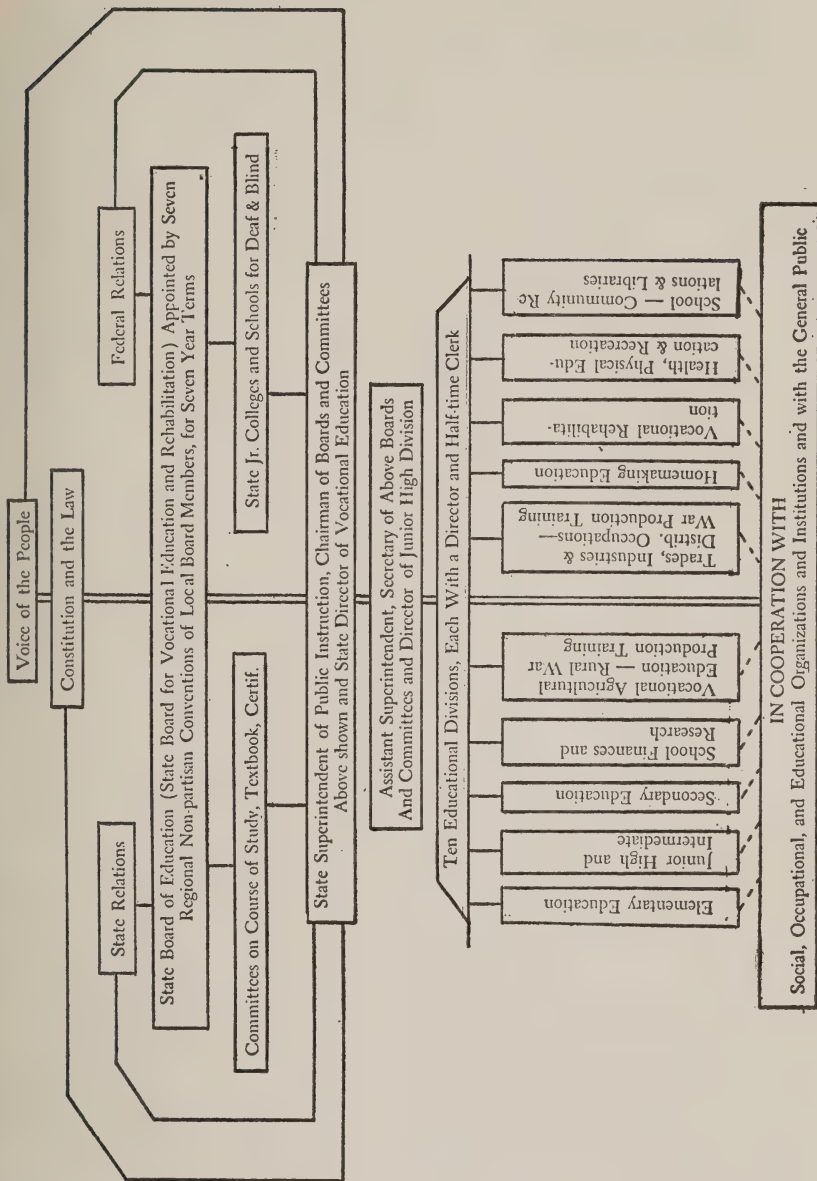 Voice of the People
Constitution and the Law
State Relations
Federal Relations
State Board of Education (State Board for Vocational Education and Rehabilitation) Appointed by Seven
Regional Non-partisan Conventions of Local Board Members, for Seven Year Terms
Committees on Course of Study, Textbook, Certif.
State Jr. Colleges and Schools for Deaf & Blind
State Superintendent of Public Instruction, Chairman of Boards and Committees
Above shown and State Director of Vocational Education
Assistant Superintendent, Secretary of Above Boards
And Committees and Director of Junior High Division
Ten Educational Divisions, Each With a Director and Half-time Clerk
Elementary Education
Junior High and
Intermediate
Secondary Education
School Finances and
Research
Vocational Agricultural
Education — Rural War
Production Training
Trades, Industries &
Distrib. Occupations—
War Production Training
Homemaking Education
Vocational Rehabilita-
tion
Health, Physical Edu-
cation & Recreation
School — Community Re
lations & Libraries
IN COOPERATION WITH
Social, Occupational, and Educational Organizations and Institutions and with the General Public